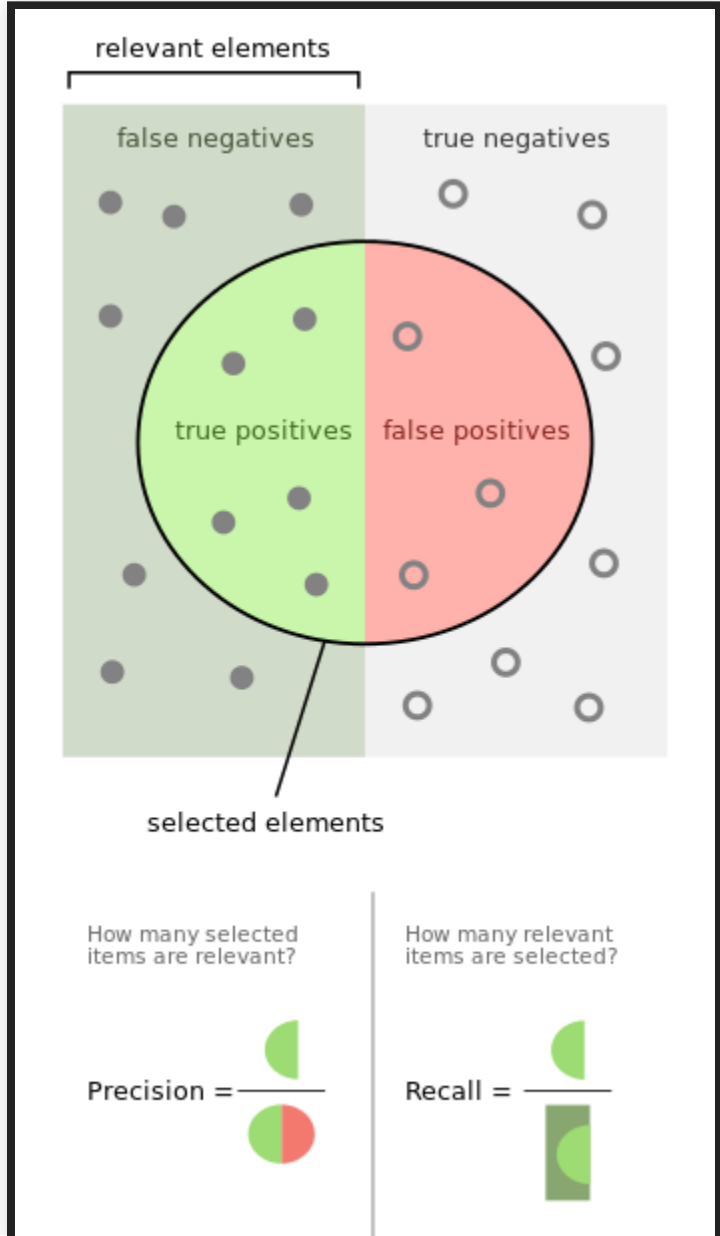 relevant elements
false negatives
true negatives
true positives
false positives
selected elements
How many selected
items are relevant?
How many relevant
items are selected?
Precision =
Recall =